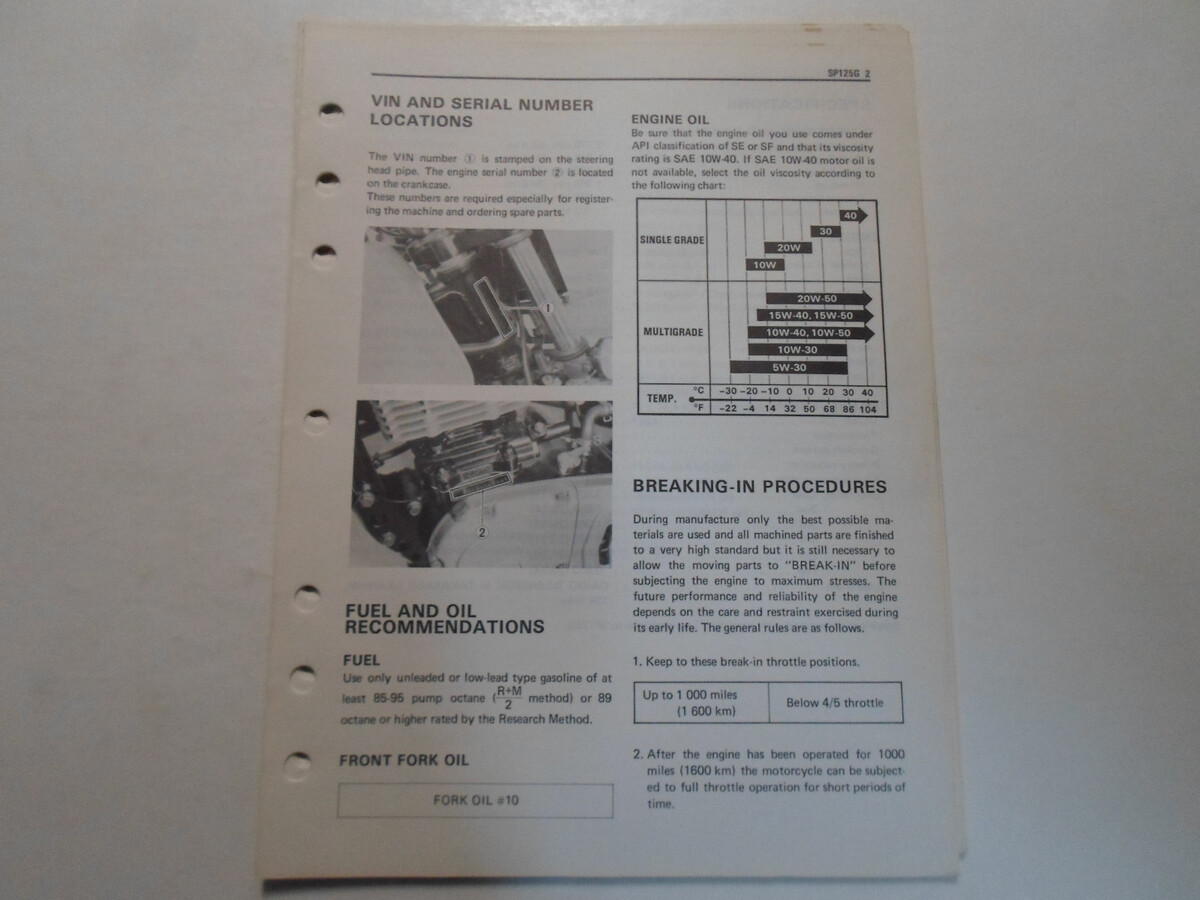 SP125G 2
VIN AND SERIAL NUMBER
LOCATIONS
The VIN number ① is stamped on the steering
head pipe. The engine serial number ② is located
on the crankcase.
These numbers are required especially for register-
ing the machine and ordering spare parts.
1
2
FUEL AND OIL
RECOMMENDATIONS
FUEL
Use only unleaded or low-lead type gasoline of at
least 85-95 pump octane (R+M/2 method) or 89
octane or higher rated by the Research Method.
FRONT FORK OIL
FORK OIL #10
ENGINE OIL
Be sure that the engine oil you use comes under
API classification of SE or SF and that its viscosity
rating is SAE 10W-40. If SAE 10W-40 motor oil is
not available, select the oil viscosity according to
the following chart:
40
30
SINGLE GRADE
20W
10W
20W-50
15W-40, 15W-50
MULTIGRADE 10W-40, 10W-50
10W-30
5W-30
TEMP. °C -30 -20 -10 0 10 20 30 40
°F -22 -4 14 32 50 68 86 104
BREAKING-IN PROCEDURES
During manufacture only the best possible ma-
terials are used and all machined parts are finished
to a very high standard but it is still necessary to
allow the moving parts to "BREAK-IN" before
subjecting the engine to maximum stresses. The
future performance and reliability of the engine
depends on the care and restraint exercised during
its early life. The general rules are as follows.
1. Keep to these break-in throttle positions.
Up to 1 000 miles
(1 600 km)
Below 4/5 throttle
2. After the engine has been operated for 1000
miles (1600 km) the motorcycle can be subject-
ed to full throttle operation for short periods of
time.